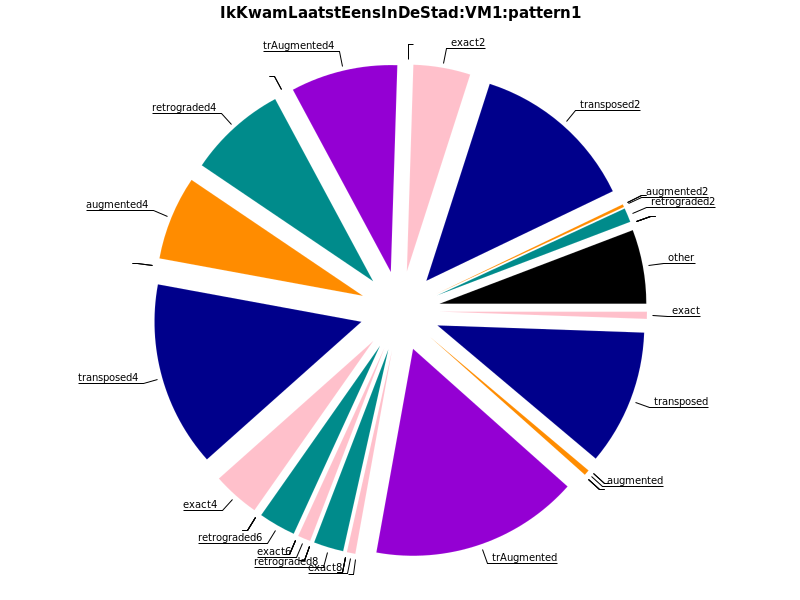 IkKwamLaatstEensInDeStad:VM1:pattern1
trAugmented4
exact2
retrograded4
transposed2
augmented2
augmented4
retrograded2
other
exact
transposed4
transposed
exact4
augmented
retrograded6
exact6
retrograded8
exact8
trAugmented